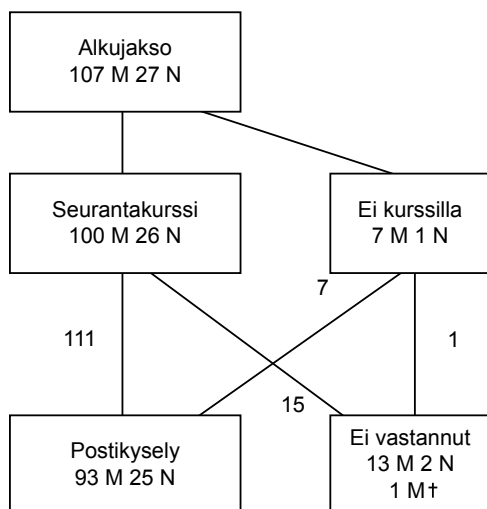 Alkujakso
107 M 27 N
Seurantakurssi
100 M 26 N
Ei kurssilla
7 M 1 N
7
111
1
15
Postikysely
93 M 25 N
Ei vastannut
13 M 2 N
1 M†